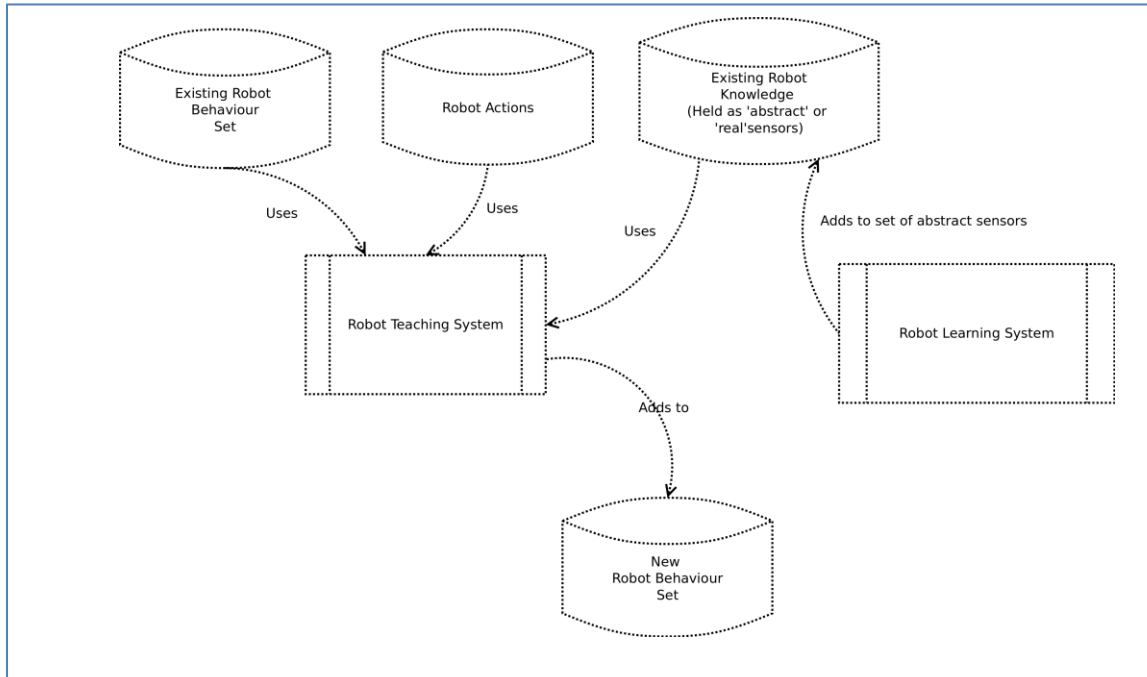 Existing Robot
Behaviour
Set
Robot Actions
Existing Robot
Knowledge
(Held as 'abstract' or
'real'sensors)
Uses
Uses
Uses
Adds to set of abstract sensors
Robot Teaching System
Robot Learning System
Adds to
New
Robot Behaviour
Set